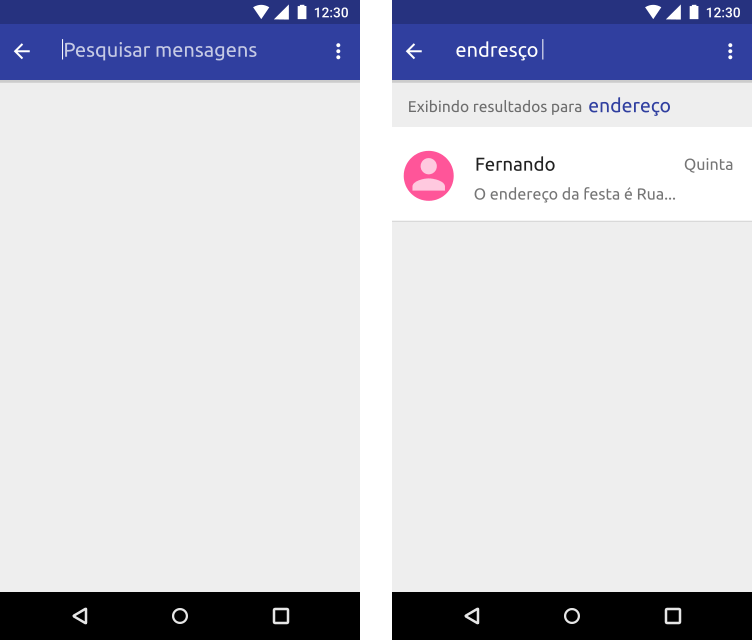 12:30
Pesquisar mensagens
12:30
endresço
Exibindo resultados para endereço
Fernando
Quinta
O endereço da festa é Rua...